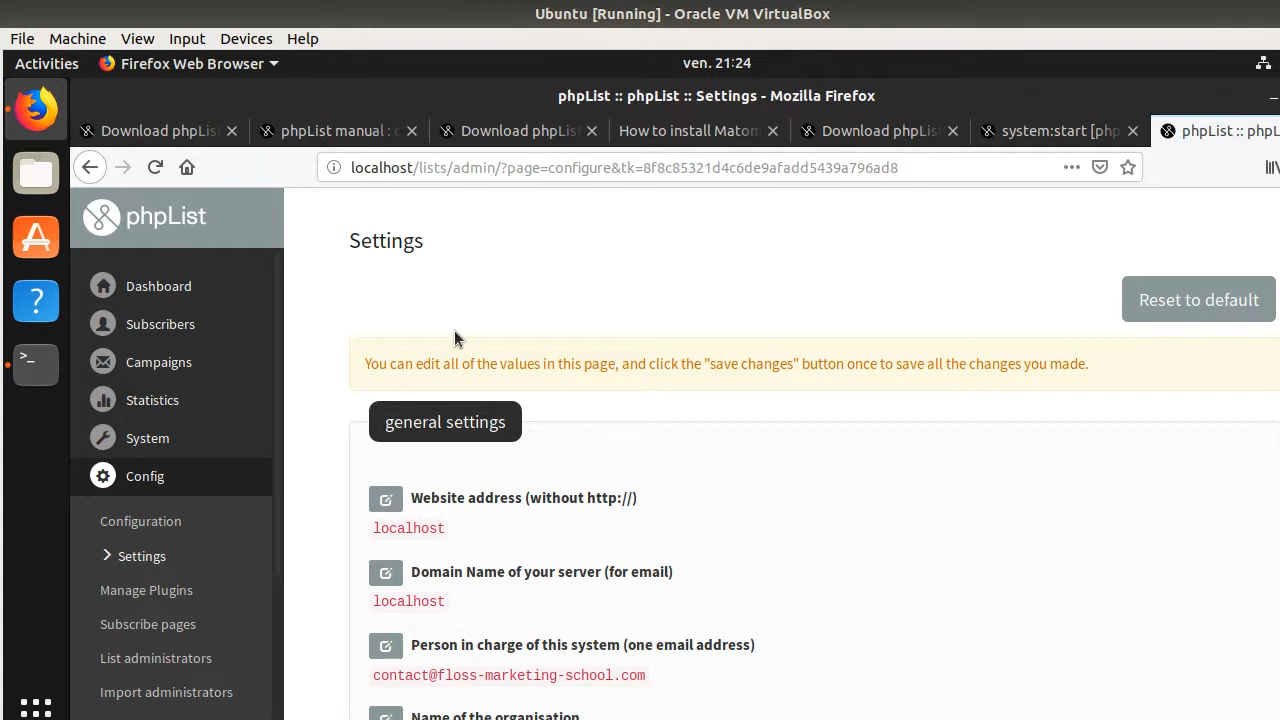 Ubuntu [Running] - Oracle VM VirtualBox
File Machine View Input Devices Help
Activities Firefox Web Browser ven. 21:24
phpList :: phpList :: Settings - Mozilla Firefox
Download phpLis phpList manual : c Download phpLis How to install Matom Download phpLis system:start [php phpList :: phpL
localhost/lists/admin/?page=configure&tk=8f8c85321d4c6de9afadd5439a796ad8
phpList
Settings
Dashboard
Reset to default
Subscribers
You can edit all of the values in this page, and click the "save changes" button once to save all the changes you made.
Campaigns
Statistics
general settings
System
Config
Website address (without http://)
localhost
Configuration
Settings
Domain Name of your server (for email)
localhost
Manage Plugins
Subscribe pages
Person in charge of this system (one email address)
List administrators
contact@floss-marketing-school.com
Import administrators
Name of the organisation